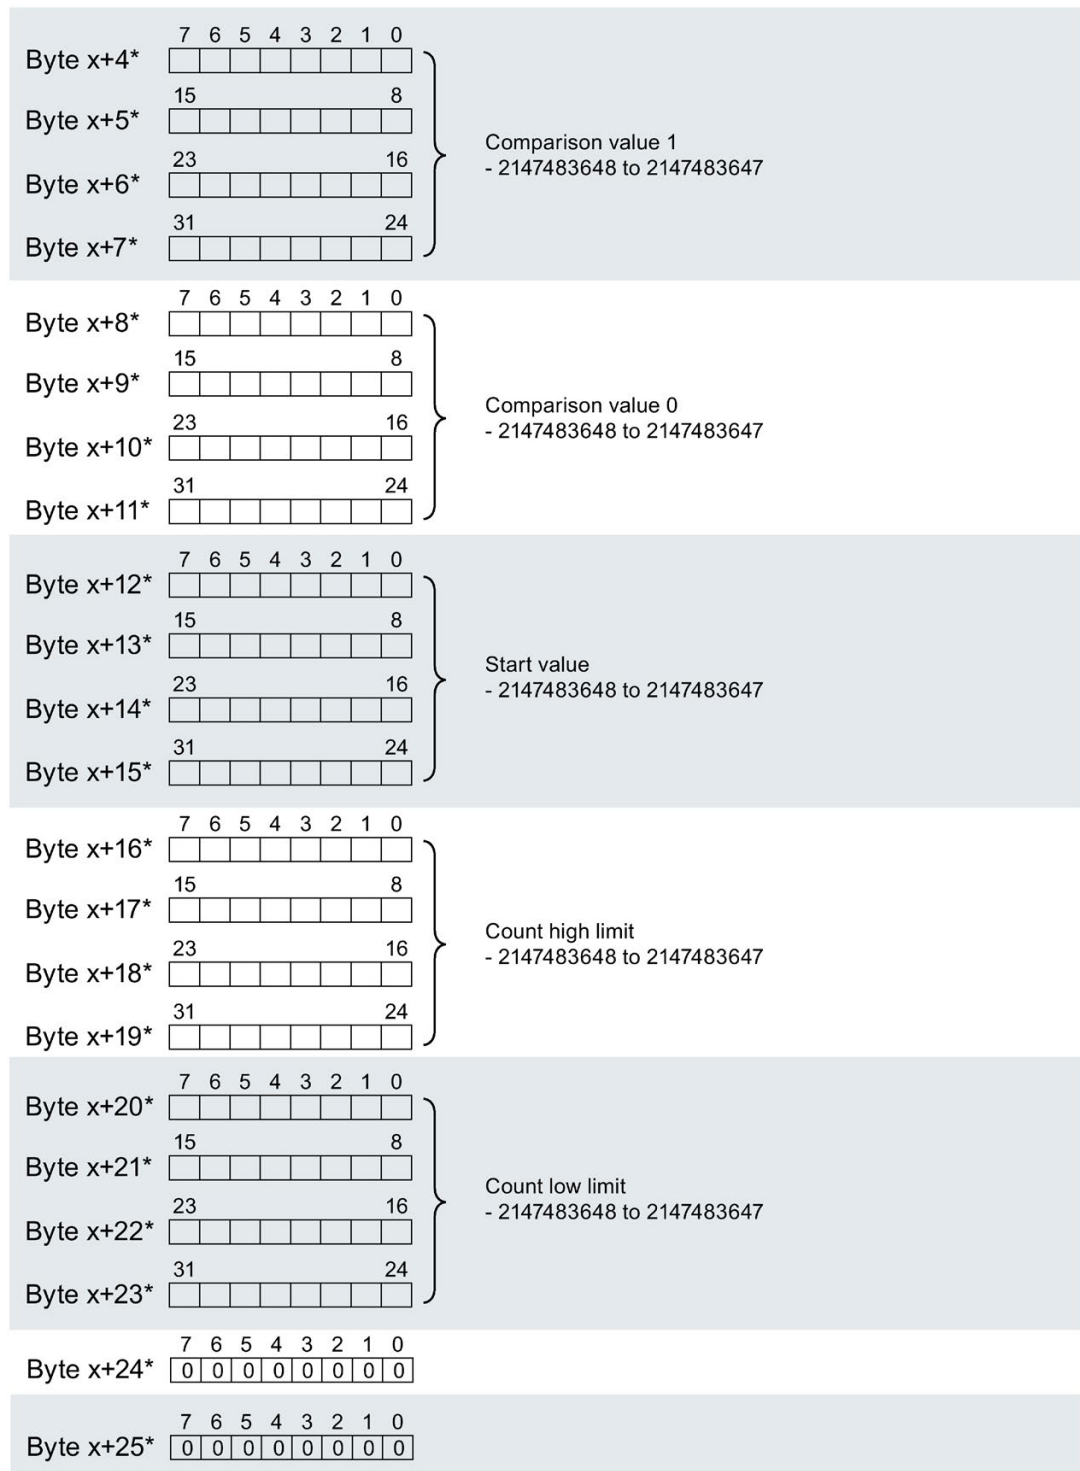 7 6 5 4 3 2 1 0
Byte x+4*
15 8
Byte x+5*
Comparison value 1
- 2147483648 to 2147483647
23 16
Byte x+6*
31 24
Byte x+7*
7 6 5 4 3 2 1 0
Byte x+8*
15 8
Byte x+9*
Comparison value 0
- 2147483648 to 2147483647
23 16
Byte x+10*
31 24
Byte x+11*
7 6 5 4 3 2 1 0
Byte x+12*
15 8
Byte x+13*
Start value
- 2147483648 to 2147483647
23 16
Byte x+14*
31 24
Byte x+15*
7 6 5 4 3 2 1 0
Byte x+16*
15 8
Byte x+17*
Count high limit
- 2147483648 to 2147483647
23 16
Byte x+18*
31 24
Byte x+19*
7 6 5 4 3 2 1 0
Byte x+20*
15 8
Byte x+21*
Count low limit
- 2147483648 to 2147483647
23 16
Byte x+22*
31 24
Byte x+23*
7 6 5 4 3 2 1 0
Byte x+24* 0 0 0 0 0 0 0 0
7 6 5 4 3 2 1 0
Byte x+25* 0 0 0 0 0 0 0 0